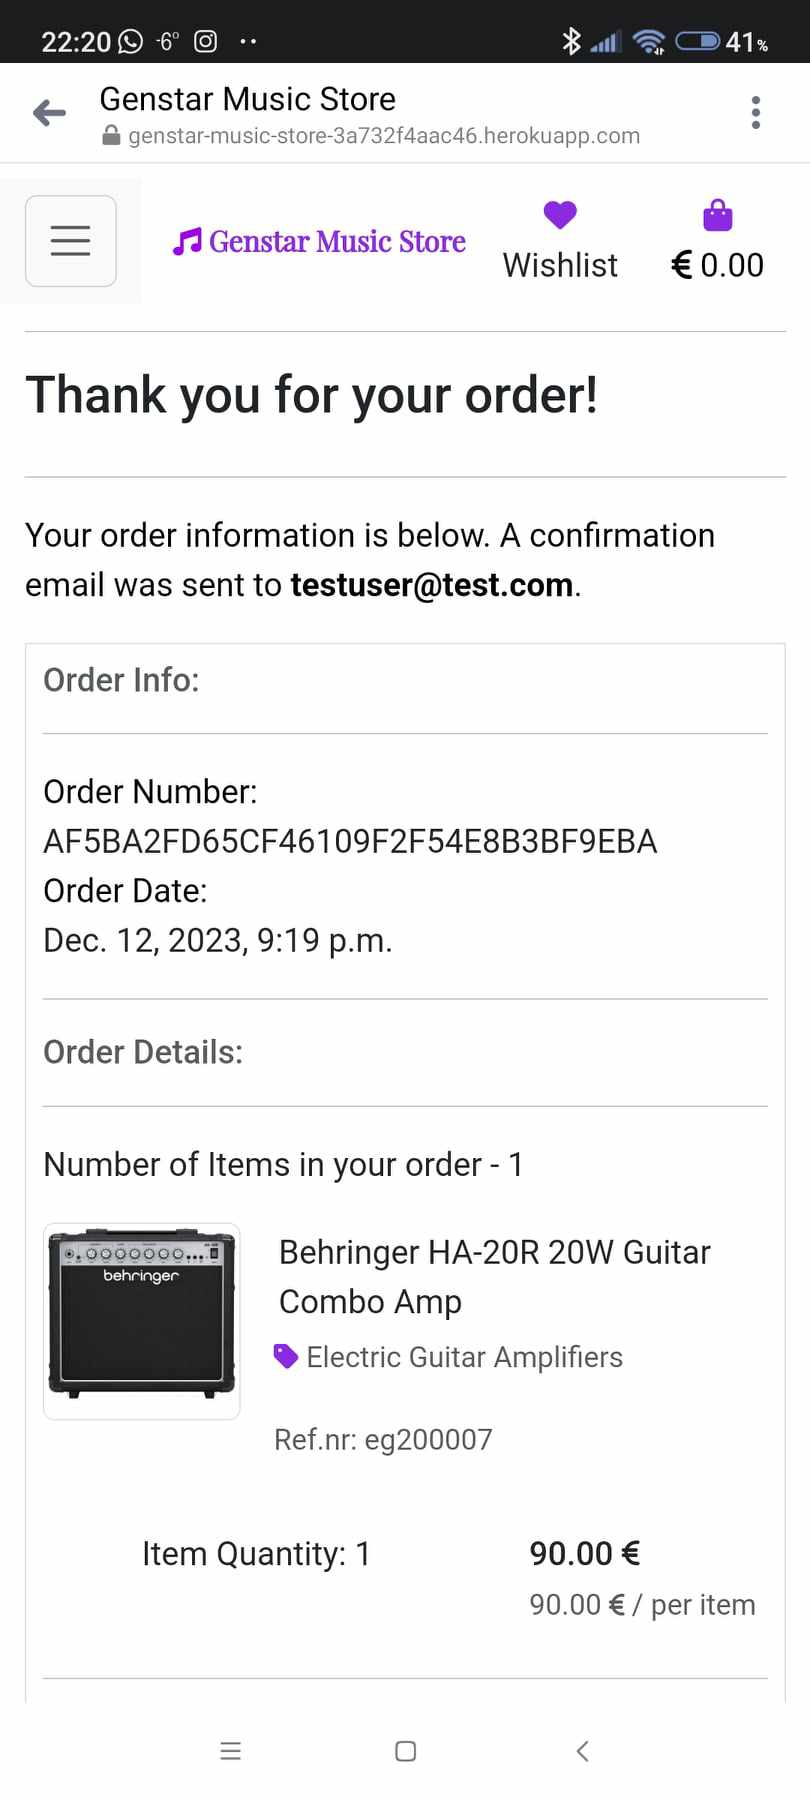 22:20 -6° 41%
Genstar Music Store
genstar-music-store-3a732f4aac46.herokuapp.com
Genstar Music Store
Wishlist
€ 0.00
Thank you for your order!
Your order information is below. A confirmation
email was sent to testuser@test.com.
Order Info:
Order Number:
AF5BA2FD65CF46109F2F54E8B3BF9EBA
Order Date:
Dec. 12, 2023, 9:19 p.m.
Order Details:
Number of Items in your order - 1
behringer
Behringer HA-20R 20W Guitar
Combo Amp
Electric Guitar Amplifiers
Ref.nr: eg200007
Item Quantity: 1
90.00 €
90.00 € / per item